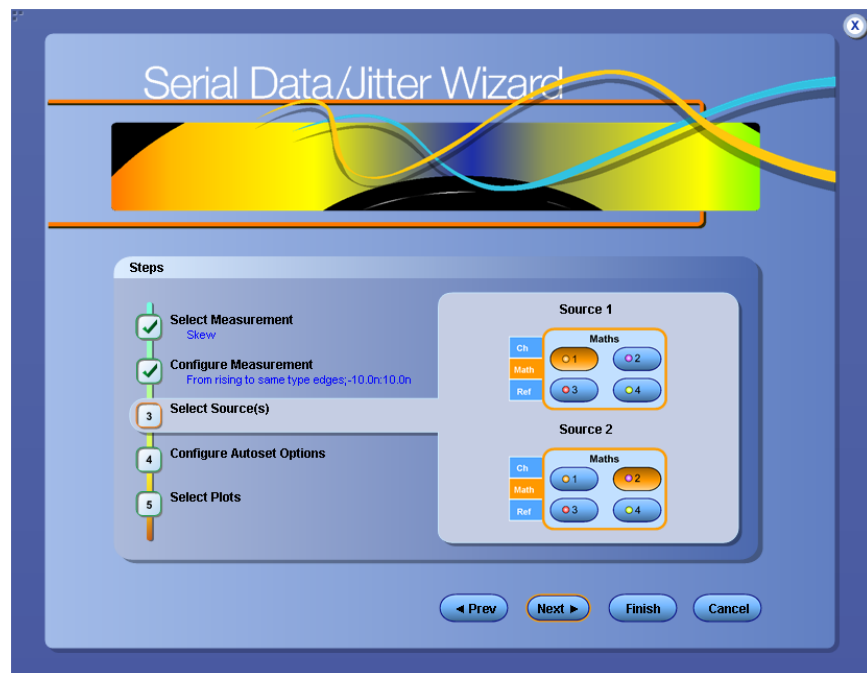 X
Serial Data/Jitter Wizard
Steps
Select Measurement
Skew
Configure Measurement
From rising to same type edges;-10.0n:10.0n
3 Select Source(s)
4 Configure Autoset Options
5 Select Plots
Source 1
Maths
Ch
Math
Ref
1 2
3 4
Source 2
Maths
Ch
Math
Ref
1 2
3 4
◄ Prev Next ► Finish Cancel